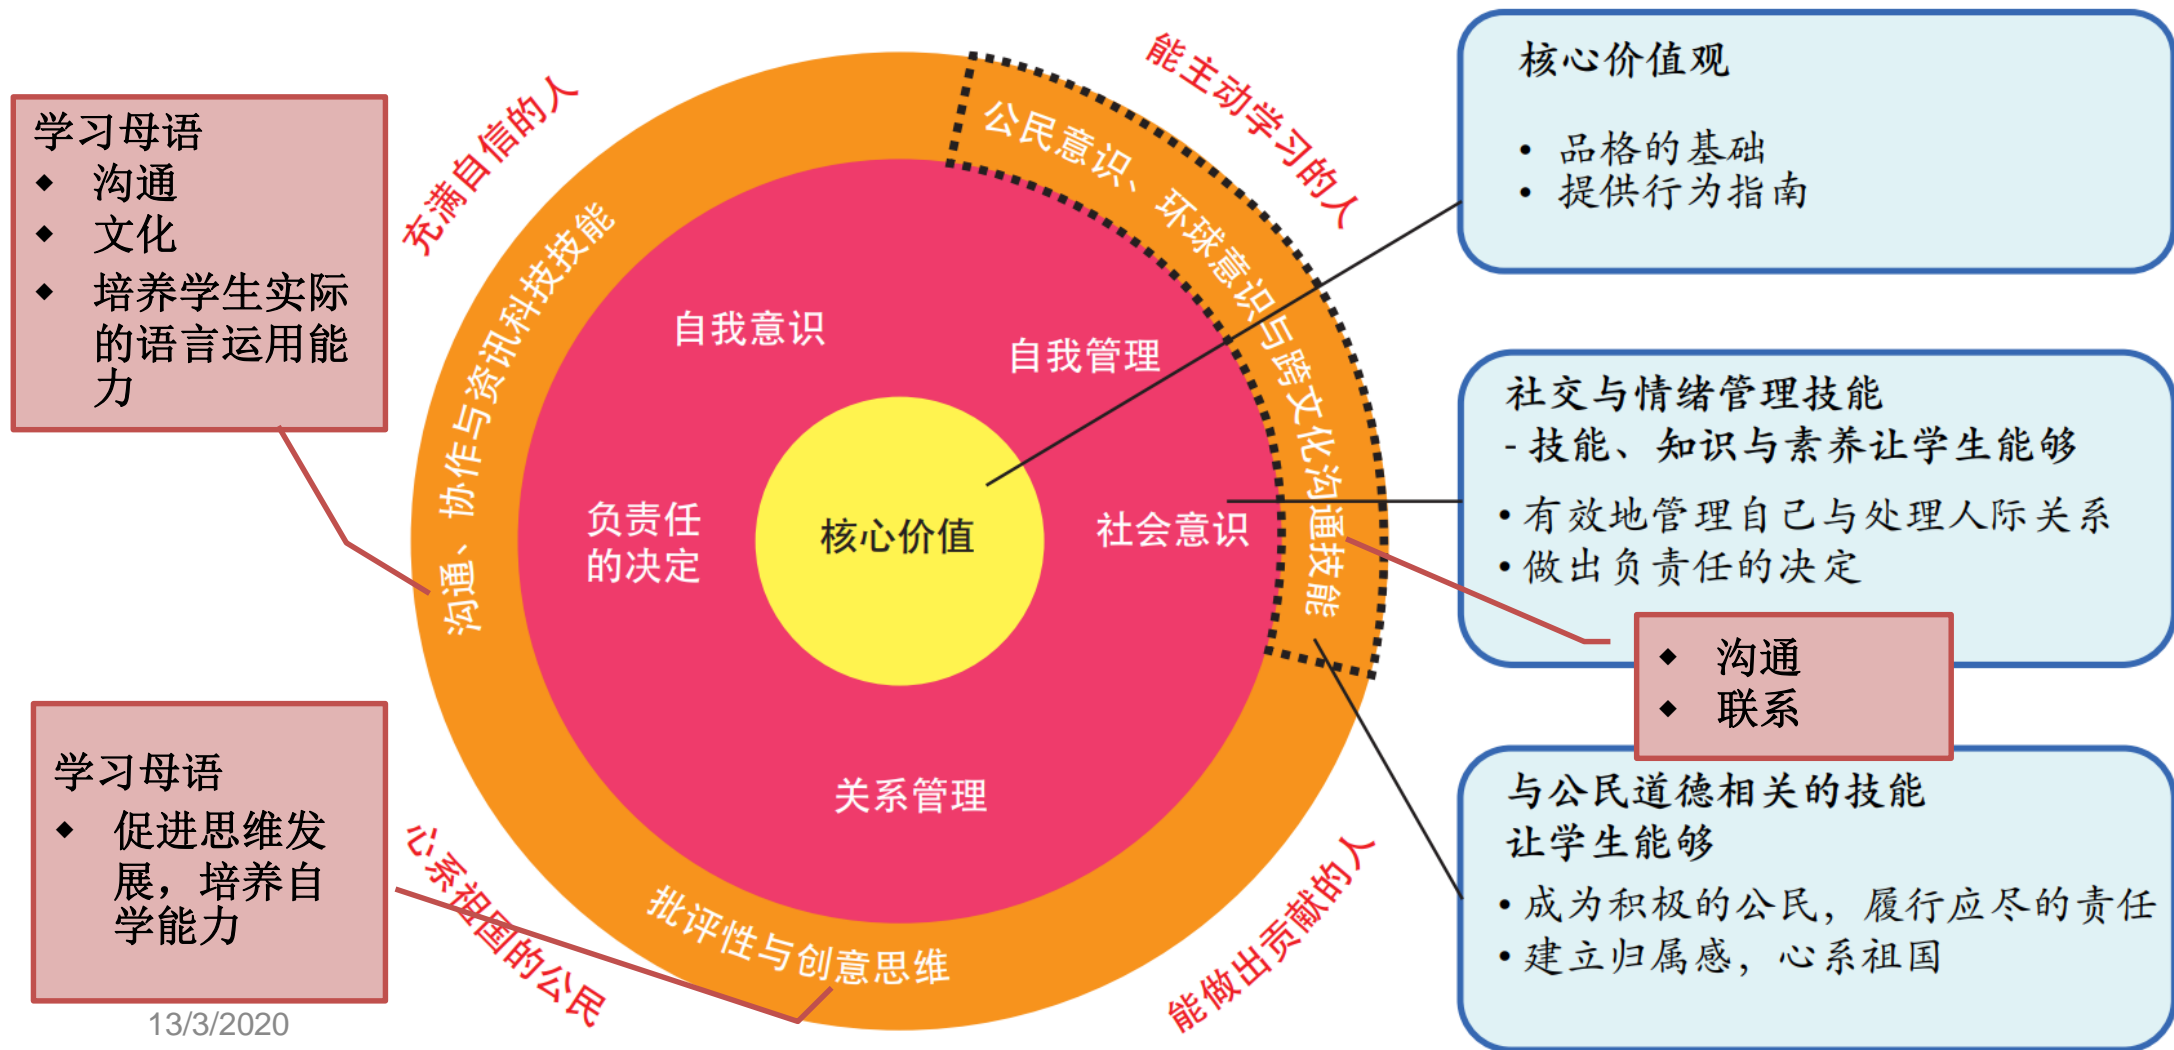 学习母语
◆ 沟通
◆ 文化
◆ 培养学生实际
的语言运用能
力
学习母语
◆ 促进思维发
展，培养自
学能力
13/3/2020
充满自信的人
能主动学习的人
心系祖国的公民
能做出贡献的人
沟通、协作与资讯科技技能
公民意识、环球意识与跨文化沟通技能
批评性与创意思维
自我意识
自我管理
负责任
的决定
核心价值
社会意识
关系管理
核心价值观
• 品格的基础
• 提供行为指南
社交与情绪管理技能
- 技能、知识与素养让学生能够
• 有效地管理自己与处理人际关系
• 做出负责任的决定
◆ 沟通
◆ 联系
与公民道德相关的技能
让学生能够
• 成为积极的公民，履行应尽的责任
• 建立归属感，心系祖国